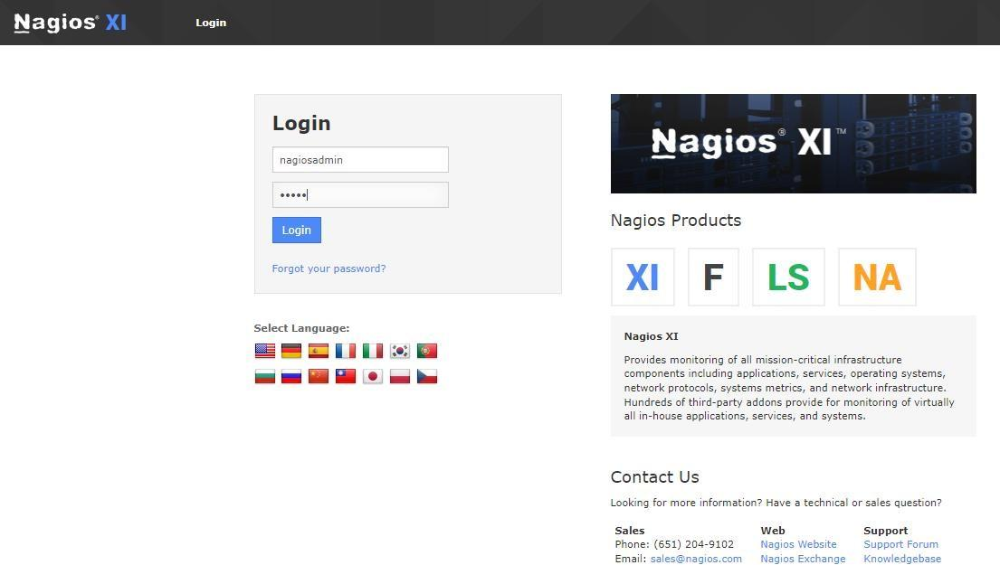 Nagios® XI
Login
Login
nagiosadmin
•••••
Login
Forgot your password?
Select Language:
Nagios® XI™
Nagios Products
XI F LS NA
Nagios XI
Provides monitoring of all mission-critical infrastructure
components including applications, services, operating systems,
network protocols, systems metrics, and network infrastructure.
Hundreds of third-party addons provide for monitoring of virtually
all in-house applications, services, and systems.
Contact Us
Looking for more information? Have a technical or sales question?
Sales
Phone: (651) 204-9102
Email: sales@nagios.com
Web
Nagios Website
Nagios Exchange
Support
Support Forum
Knowledgebase